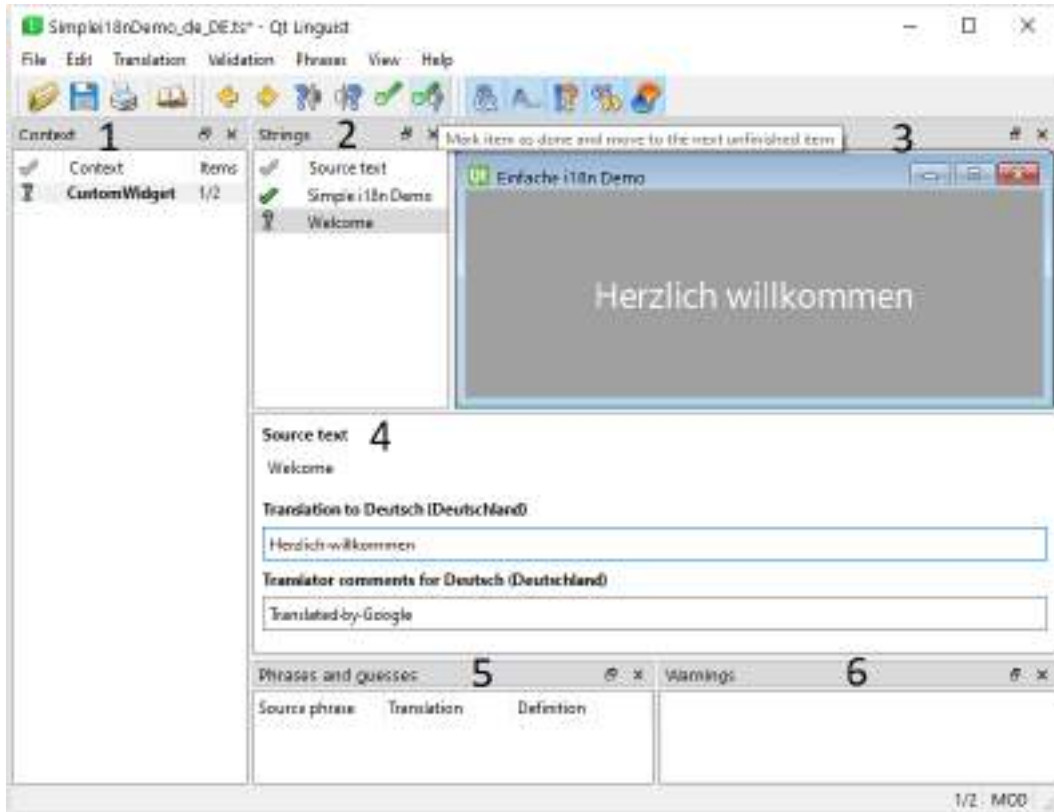 Simplei18nDemo_de_DE.ts* - Qt Linguist
File Edit Translation Validation Phrases View Help
Context 1
Strings 2
Mark item as done and move to the next unfinished item
3
Context Items
CustomWidget 1/2
Source text
Simple i18n Demo
Welcome
Einfache i18n Demo
Herzlich willkommen
Source text 4
Welcome
Translation to Deutsch (Deutschland)
Herzlich·willkommen
Translator comments for Deutsch (Deutschland)
Translated·by·Google
Phrases and guesses 5
Warnings 6
Source phrase Translation Definition
1/2 MOD